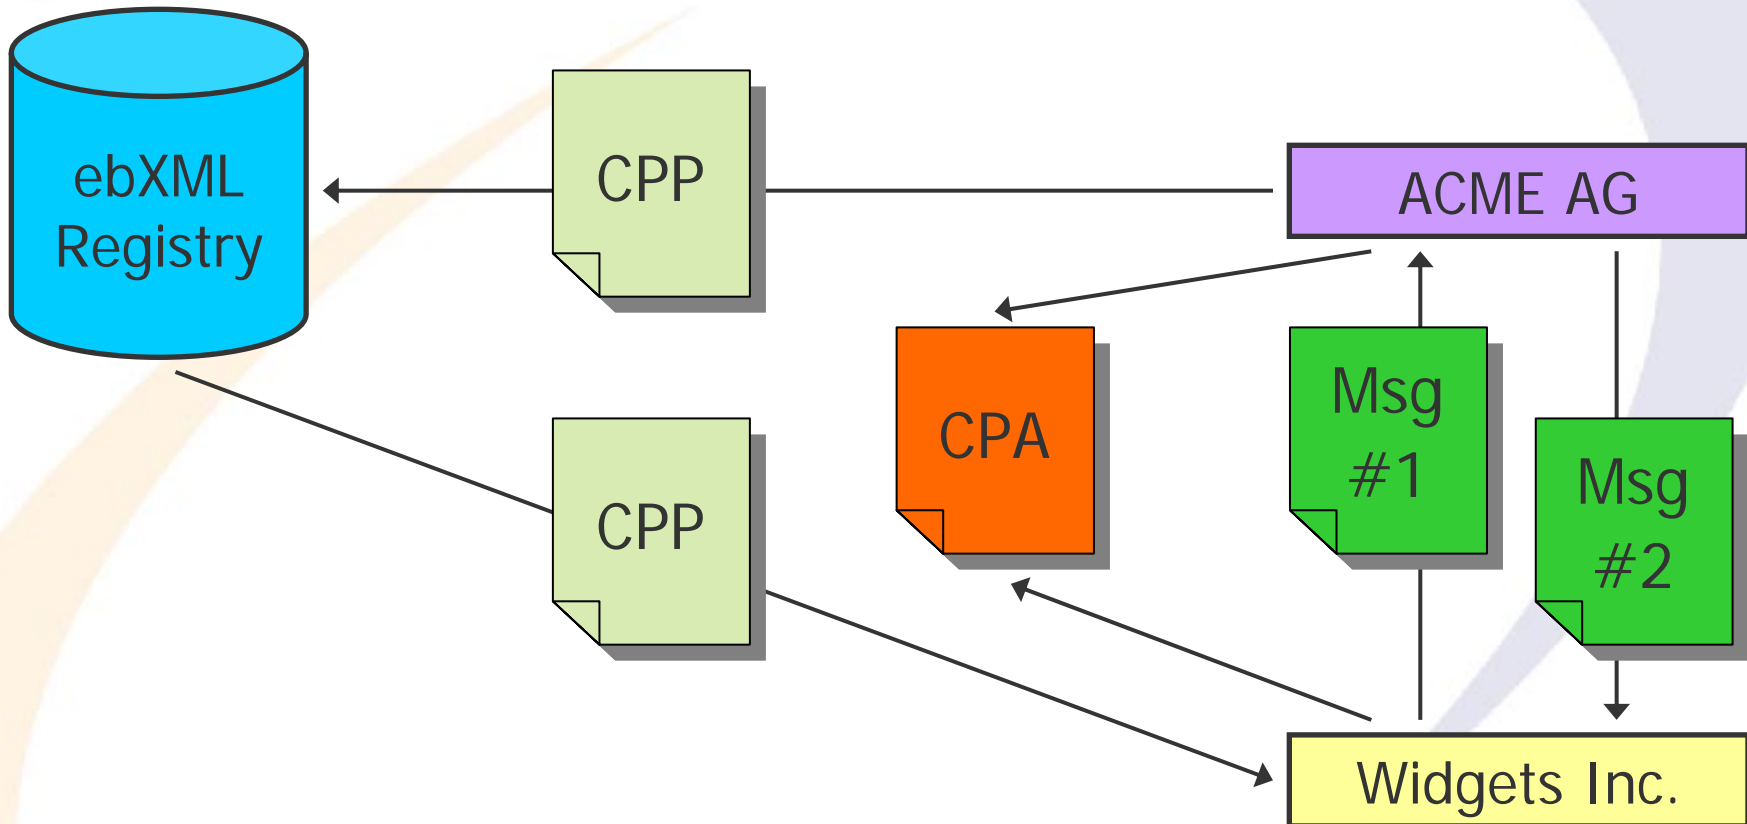 ebXML
Registry
CPP
ACME AG
CPP
CPA
Msg
#1
Msg
#2
Widgets Inc.